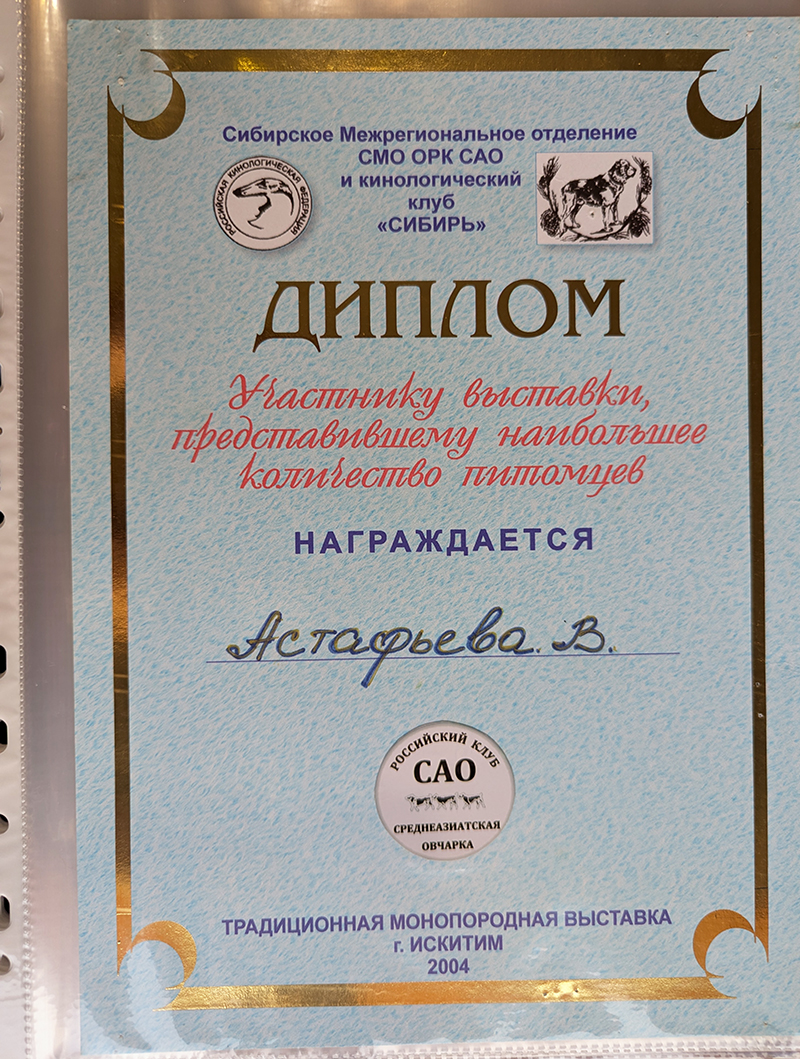 Сибирское Межрегиональное отделение
СМО ОРК САО
и кинологический
клуб
«СИБИРЬ»
РОССИЙСКАЯ КИНОЛОГИЧЕСКАЯ ФЕДЕРАЦИЯ
ДИПЛОМ
Участнику выставки,
представившему наибольшее
количество питомцев
НАГРАЖДАЕТСЯ
Астафьева. В.
РОССИЙСКИЙ КЛУБ
САО
СРЕДНЕАЗИАТСКАЯ
ОВЧАРКА
ТРАДИЦИОННАЯ МОНОПОРОДНАЯ ВЫСТАВКА
г. ИСКИТИМ
2004